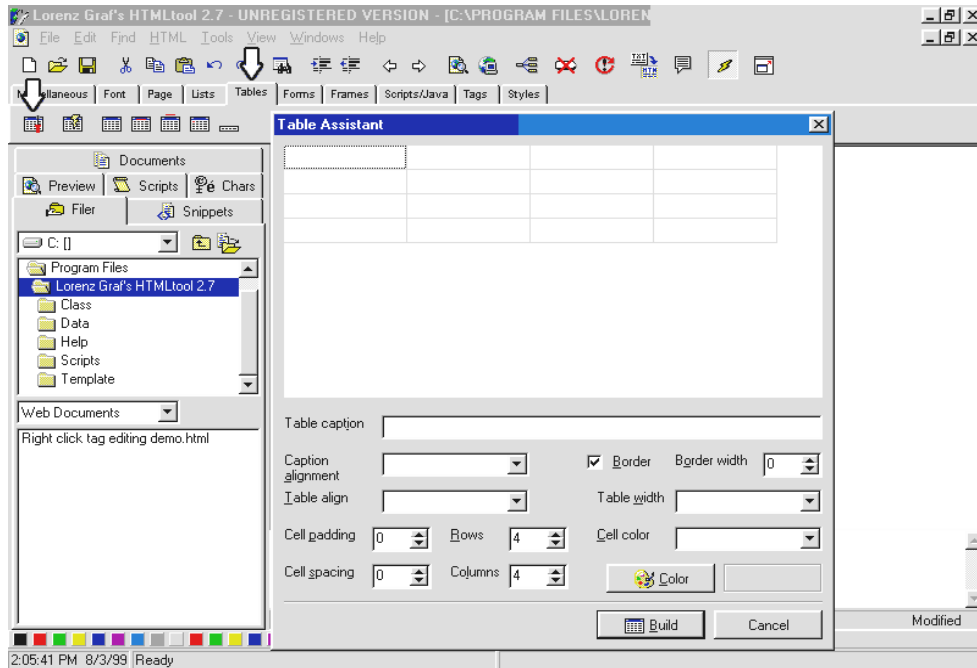 Lorenz Graf's HTMLtool 2.7 - UNREGISTERED VERSION - [C:\PROGRAM FILES\LOREN
File Edit Find HTML Tools View Windows Help
Font Page Lists Tables Forms Frames Scripts/Java Tags Styles
Table Assistant
Documents
Preview Scripts Chars
Filer Snippets
C: []
Program Files
Lorenz Graf's HTMLtool 2.7
Class
Data
Help
Scripts
Template
Web Documents
Right click tag editing demo.html
Table caption
Caption alignment
Border Border width 0
Table align
Table width
Cell padding 0 Rows 4 Cell color
Cell spacing 0 Columns 4 Color
Build Cancel
Modified
2:05:41 PM 8/3/99 Ready